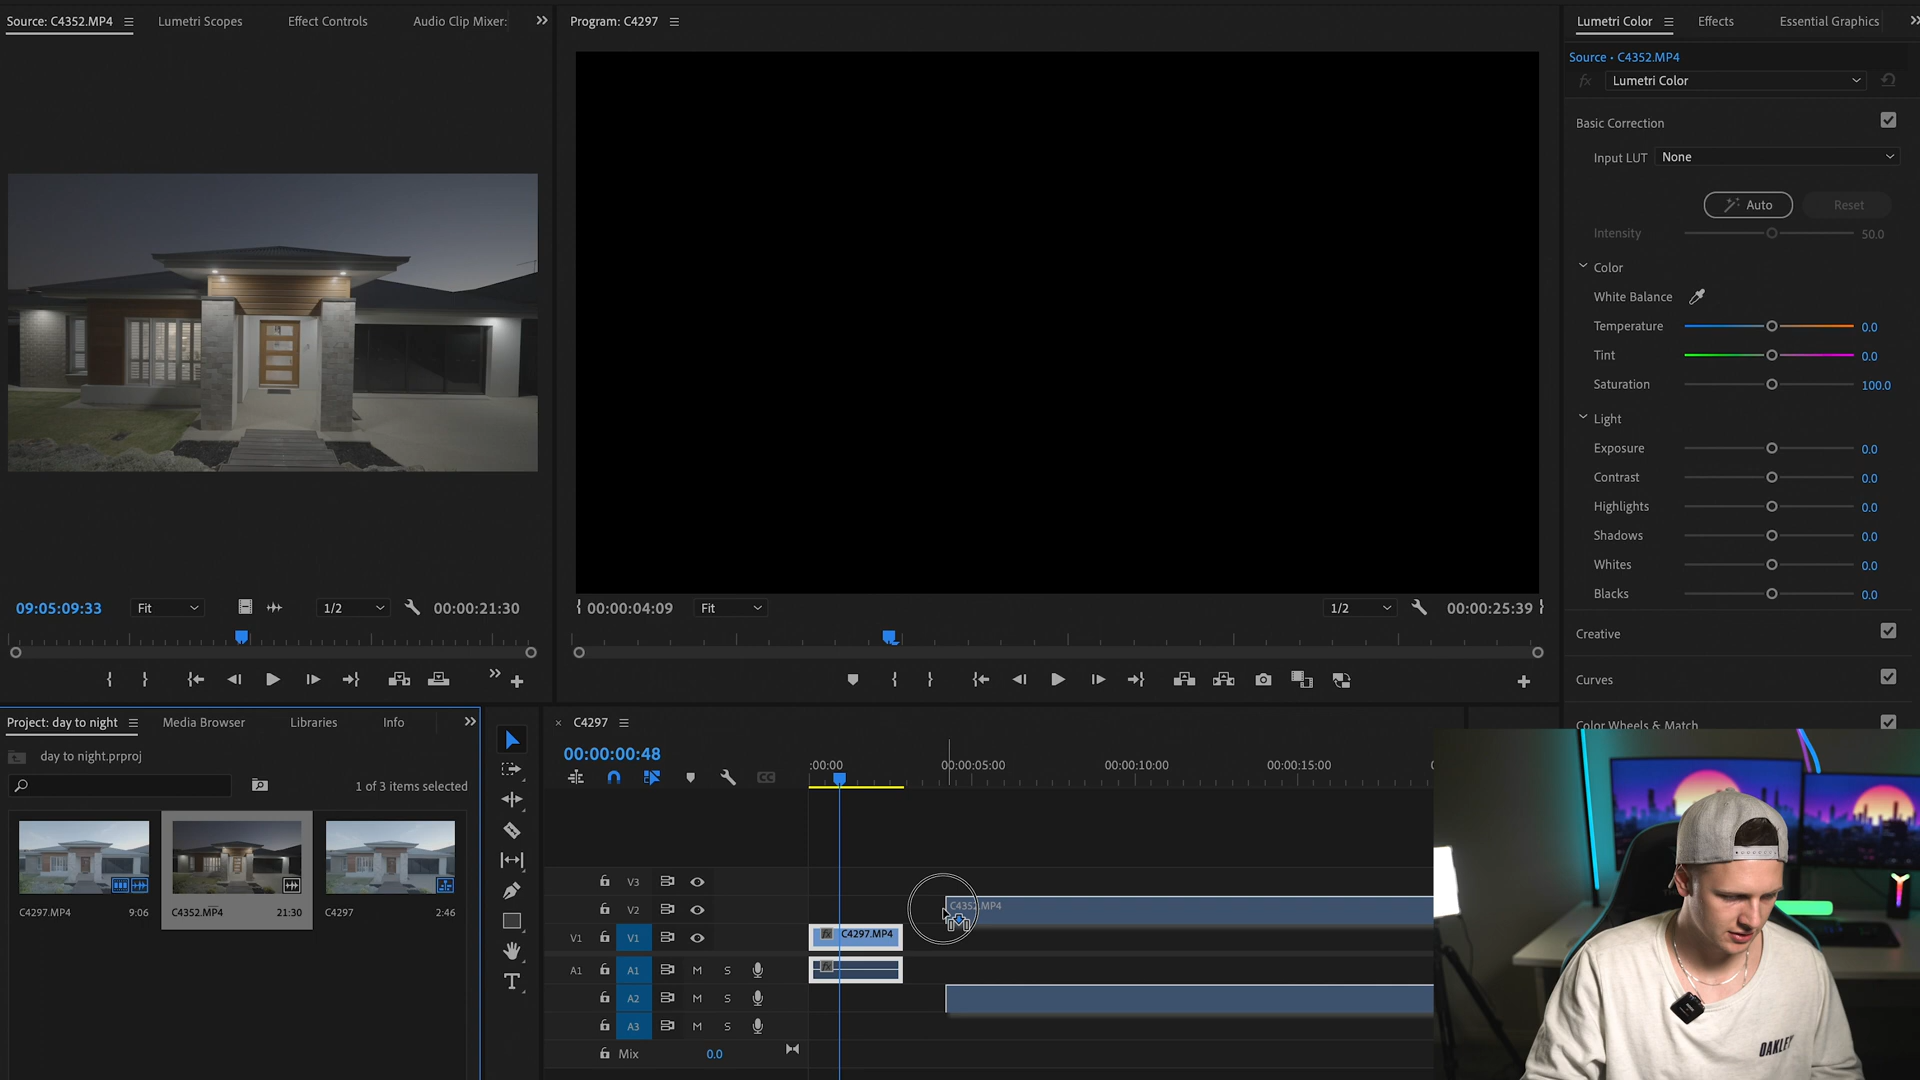 Source: C4352.MP4
Lumetri Scopes
Effect Controls
Audio Clip Mixer:
Program: C4297
Lumetri Color
Effects
Essential Graphics
Source · C4352.MP4
fx
Lumetri Color
Basic Correction
Input LUT
None
Auto
Reset
Intensity
50.0
Color
White Balance
Temperature
0.0
Tint
0.0
Saturation
100.0
Light
Exposure
0.0
Contrast
0.0
Highlights
0.0
Shadows
0.0
Whites
0.0
Blacks
0.0
Creative
Curves
Color Wheels & Match
09:05:09:33
Fit
1/2
00:00:21:30
00:00:04:09
Fit
1/2
00:00:25:39
Project: day to night
Media Browser
Libraries
Info
day to night.prproj
1 of 3 items selected
C4297.MP4
9:06
C4352.MP4
21:30
C4297
2:46
C4297
00:00:00:48
:00:00
00:00:05:00
00:00:10:00
00:00:15:00
V3
V2
C4352.MP4
V1
V1
C4297.MP4
A1
A1
M
S
A2
M
S
A3
M
S
Mix
0.0
OAKLEY